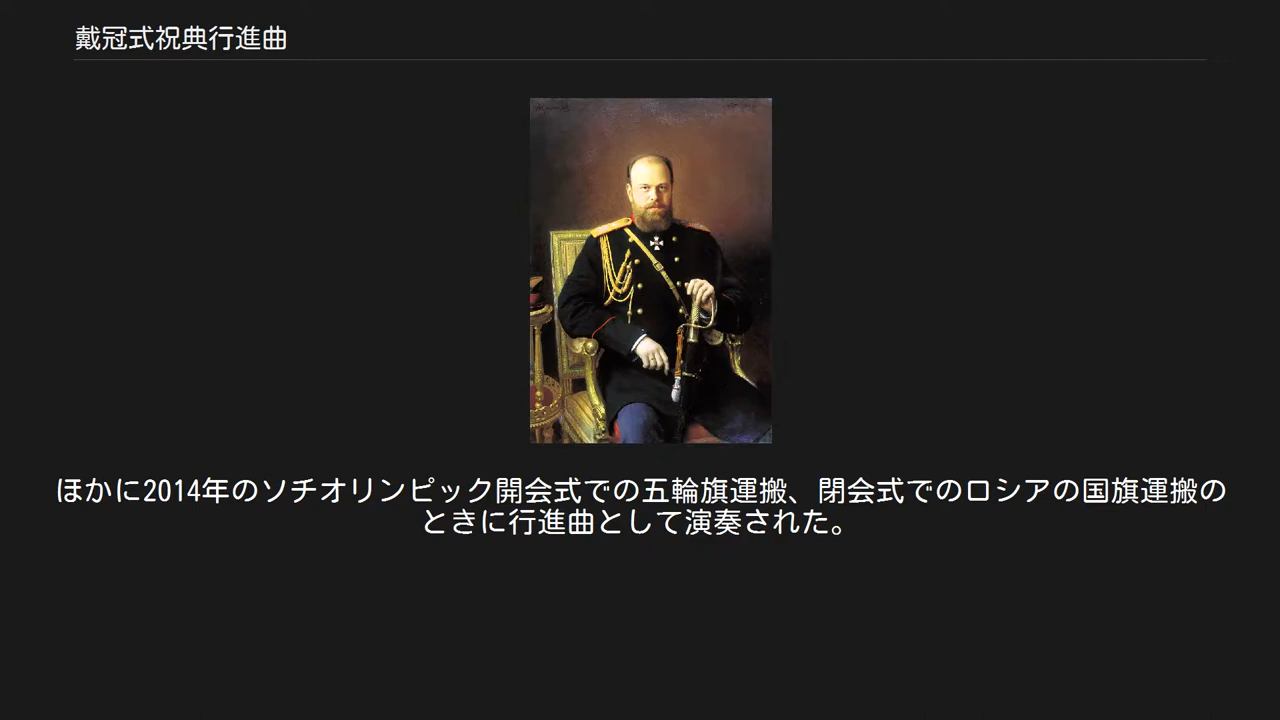 戴冠式祝典行進曲
ほかに2014年のソチオリンピック開会式での五輪旗運搬、閉会式でのロシアの国旗運搬の
ときに行進曲として演奏された。